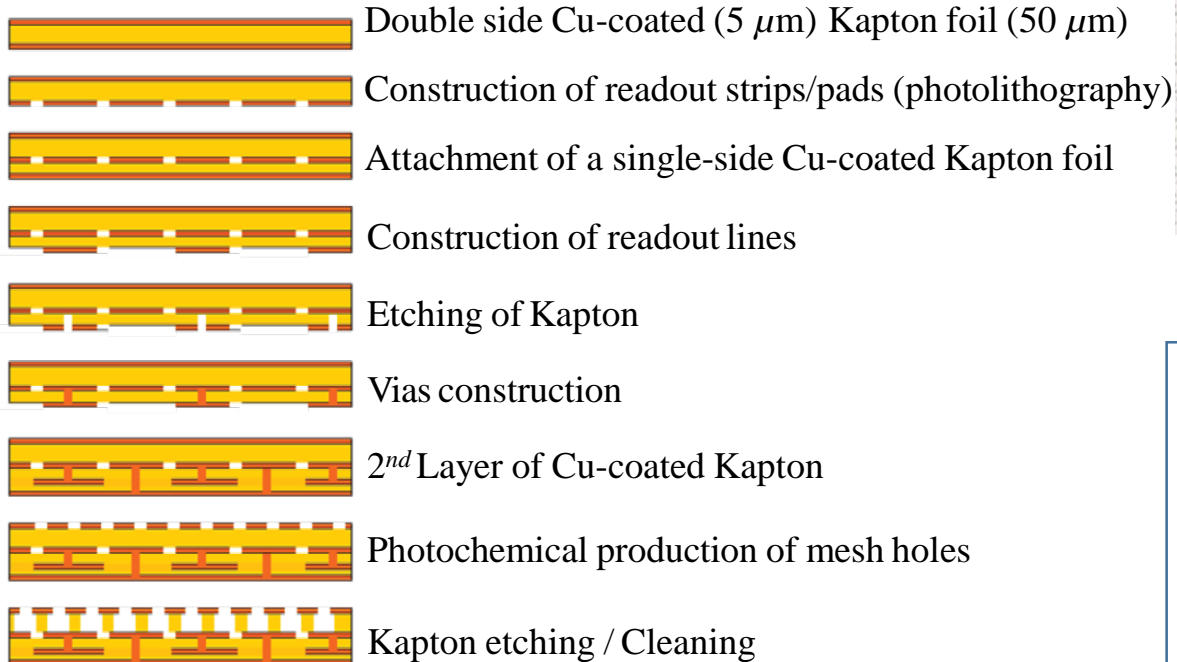 Double side Cu-coated (5 μm) Kapton foil (50 μm)
Construction of readout strips/pads (photolithography)
Attachment of a single-side Cu-coated Kapton foil
Construction of readout lines
Etching of Kapton
Vias construction
2nd Layer of Cu-coated Kapton
Photochemical production of mesh holes
Kapton etching / Cleaning